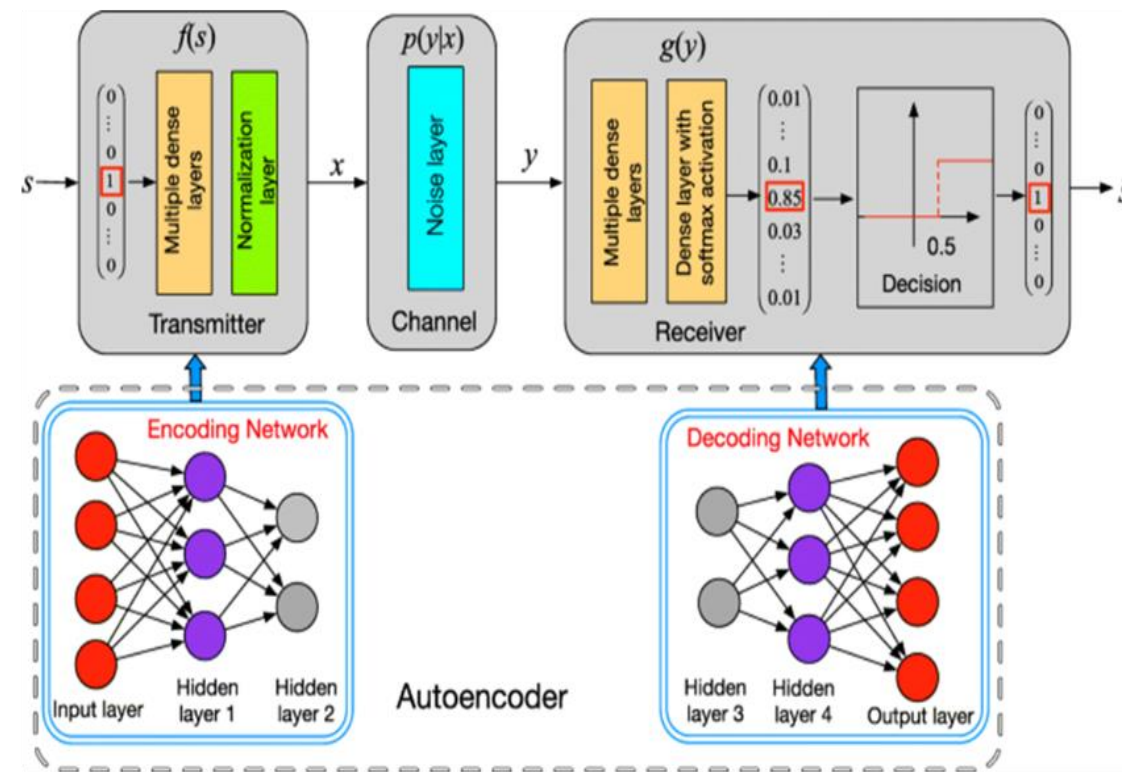 f(s)
p(y|x)
g(y)
s
0
⋮
0
1
0
⋮
0
Multiple dense
layers
Normalization
layer
Transmitter
x
Noise layer
Channel
y
Multiple dense
layers
Dense layer with
softmax activation
0.01
⋮
0.1
0.85
0.03
⋮
0.01
0.5
Decision
0
⋮
0
1
0
⋮
0
Receiver
Encoding Network
Input layer
Hidden
layer 1
Hidden
layer 2
Autoencoder
Decoding Network
Hidden
layer 3
Hidden
layer 4
Output layer